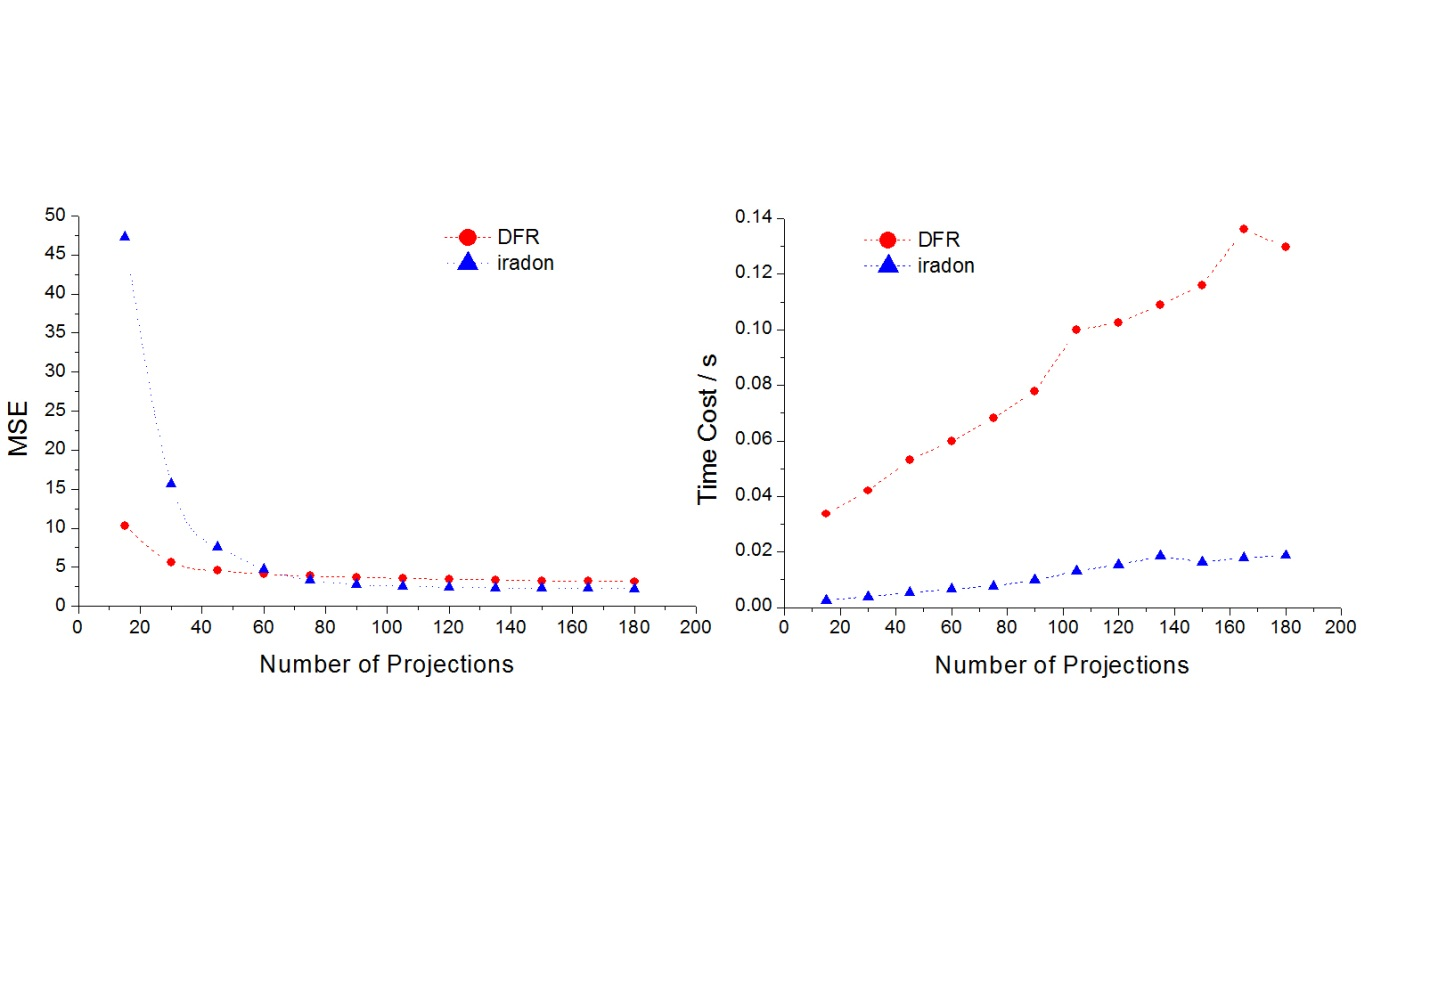 50
45
40
35
30
25
20
15
10
5
0
MSE
0 20 40 60 80 100 120 140 160 180 200
Number of Projections
DFR
iradon
0.14
0.12
0.10
0.08
0.06
0.04
0.02
0.00
Time Cost / s
0 20 40 60 80 100 120 140 160 180 200
Number of Projections
DFR
iradon